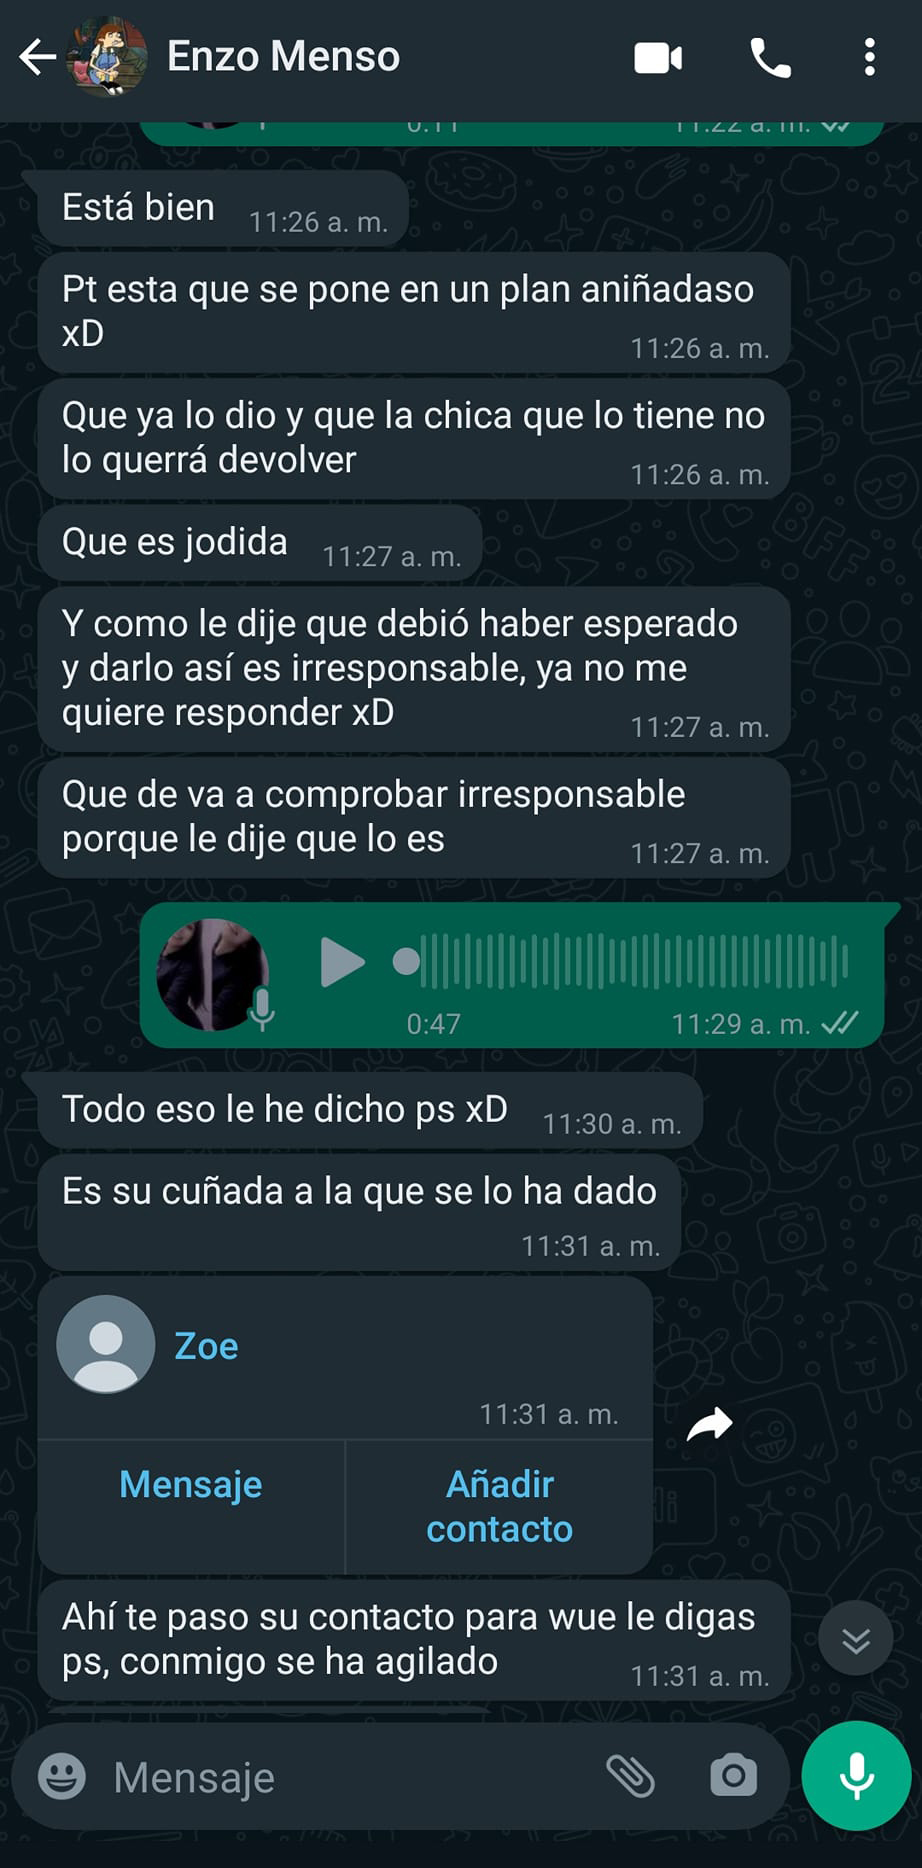 Enzo Menso
0:11
11:22 a. m.
Está bien
11:26 a. m.
Pt esta que se pone en un plan aniñadaso
xD
11:26 a. m.
Que ya lo dio y que la chica que lo tiene no
lo querrá devolver
11:26 a. m.
Que es jodida
11:27 a. m.
Y como le dije que debió haber esperado
y darlo así es irresponsable, ya no me
quiere responder xD
11:27 a. m.
Que de va a comprobar irresponsable
porque le dije que lo es
11:27 a. m.
0:47
11:29 a. m.
Todo eso le he dicho ps xD
11:30 a. m.
Es su cuñada a la que se lo ha dado
11:31 a. m.
Zoe
11:31 a. m.
Mensaje
Añadir
contacto
Ahí te paso su contacto para wue le digas
ps, conmigo se ha agilado
11:31 a. m.
Mensaje